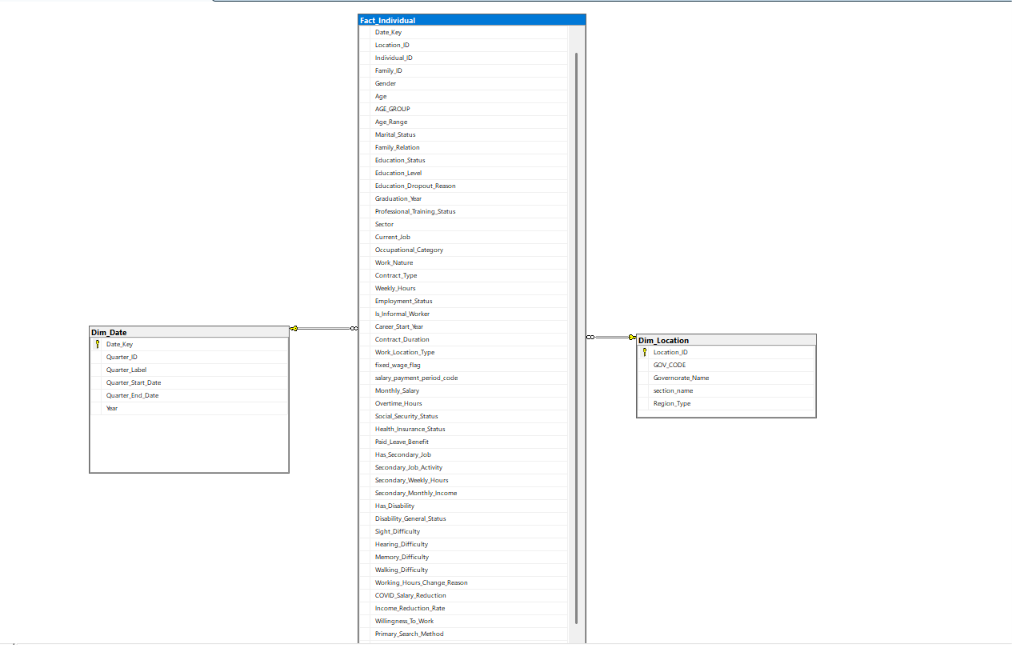 Fact_Individual
Date_Key
Location_ID
Individual_ID
Family_ID
Gender
Age
AGE_GROUP
Age_Range
Marital_Status
Family_Relation
Education_Status
Education_Level
Education_Dropout_Reason
Graduation_Year
Professional_Training_Status
Sector
Current_Job
Occupational_Category
Work_Nature
Contract_Type
Weekly_Hours
Employment_Status
Is_Informal_Worker
Career_Start_Year
Contract_Duration
Work_Location_Type
fixed_wage_flag
salary_payment_period_code
Monthly_Salary
Overtime_Hours
Social_Security_Status
Health_Insurance_Status
Paid_Leave_Benefit
Has_Secondary_Job
Secondary_Job_Activity
Secondary_Weekly_Hours
Secondary_Monthly_Income
Has_Disability
Disability_General_Status
Sight_Difficulty
Hearing_Difficulty
Memory_Difficulty
Walking_Difficulty
Working_Hours_Change_Reason
COVID_Salary_Reduction
Income_Reduction_Rate
Willingness_To_Work
Primary_Search_Method
Dim_Date
Date_Key
Quarter_ID
Quarter_Label
Quarter_Start_Date
Quarter_End_Date
Year
Dim_Location
Location_ID
GOV_CODE
Governorate_Name
section_name
Region_Type